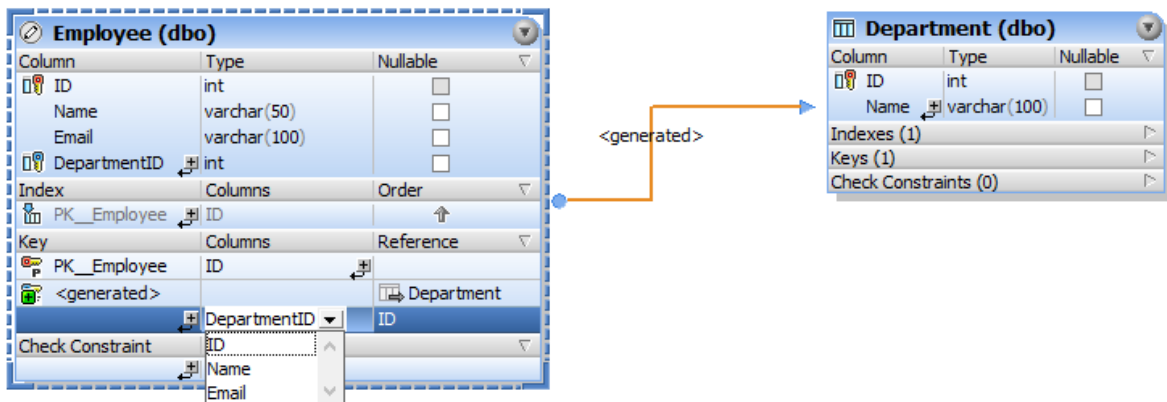 Employee (dbo)
Column Type Nullable
ID int
Name varchar(50)
Email varchar(100)
DepartmentID int
Index Columns Order
PK__Employee ID
Key Columns Reference
PK__Employee ID
<generated> Department
DepartmentID ID
Check Constraint
ID
Name
Email
<generated>
Department (dbo)
Column Type Nullable
ID int
Name varchar(100)
Indexes (1)
Keys (1)
Check Constraints (0)